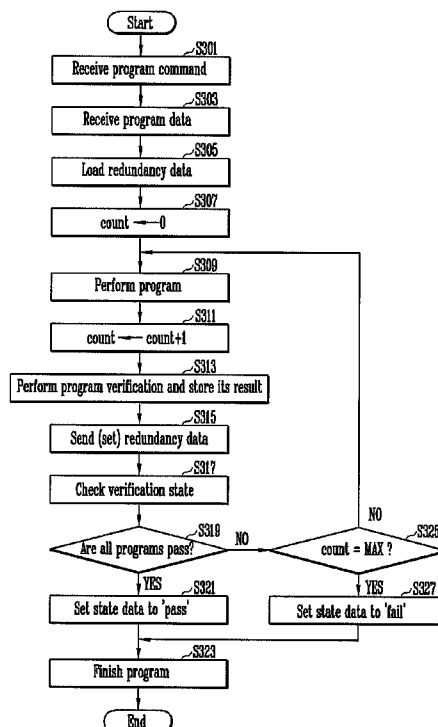 Start
S301
Receive program command
S303
Receive program data
S305
Load redundancy data
S307
count ← 0
S309
Perform program
S311
count ← count+1
S313
Perform program verification and store its result
S315
Send (set) redundancy data
S317
Check verification state
S319
Are all programs pass?
NO
S325
count = MAX ?
NO
YES
S321
Set state data to 'pass'
YES
S327
Set state data to 'fail'
S323
Finish program
End